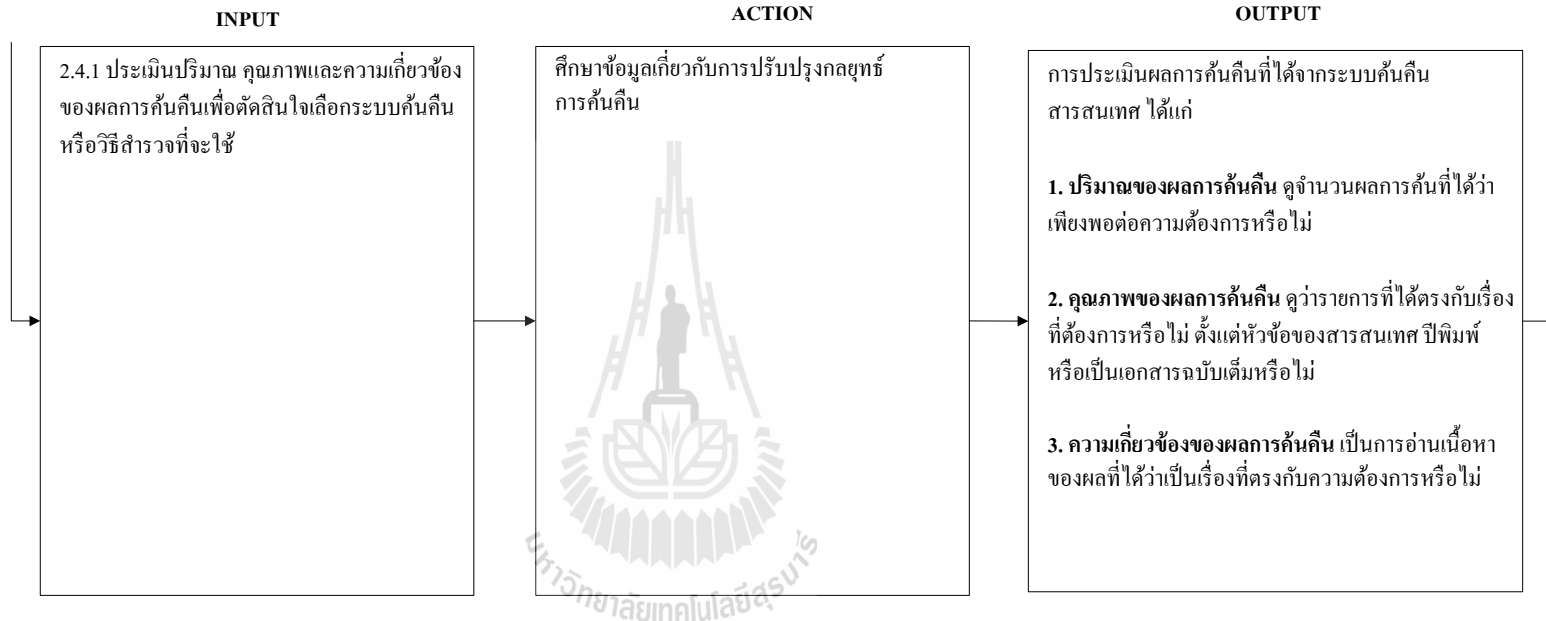 INPUT
ACTION
OUTPUT
2.4.1 ประเมินปริมาณ คุณภาพและความเกี่ยวข้อง
ของผลการค้นคืนเพื่อตัดสินใจเลือกระบบค้นคืน
หรือวิธีสำรวจที่จะใช้
ศึกษาข้อมูลเกี่ยวกับการปรับปรุงกลยุทธ์
การค้นคืน
การประเมินผลการค้นคืนที่ได้จากระบบค้นคืน
สารสนเทศ ได้แก่
1. ปริมาณของผลการค้นคืน ดูจำนวนผลการค้นที่ได้ว่า
เพียงพอต่อความต้องการหรือไม่
2. คุณภาพของผลการค้นคืน ดูว่ารายการที่ได้ตรงกับเรื่อง
ที่ต้องการหรือไม่ ตั้งแต่หัวข้อของสารสนเทศ ปีพิมพ์
หรือเป็นเอกสารฉบับเต็มหรือไม่
3. ความเกี่ยวข้องของผลการค้นคืน เป็นการอ่านเนื้อหา
ของผลที่ได้ว่าเป็นเรื่องที่ตรงกับความต้องการหรือไม่
มหาวิทยาลัยเทคโนโลยีสุรนารี